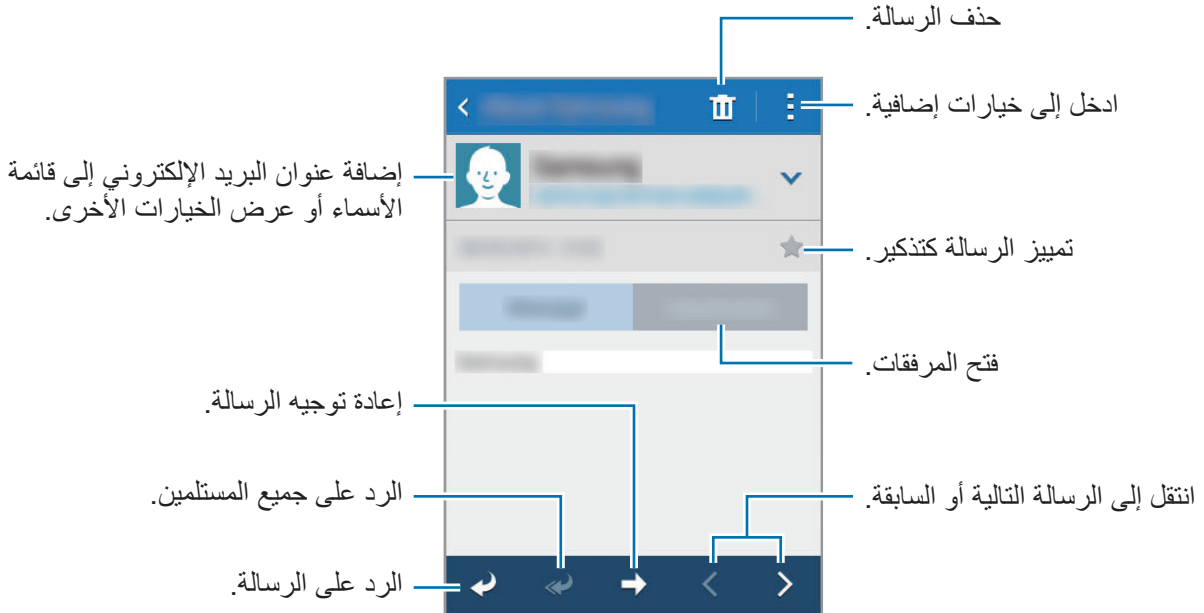 حذف الرسالة.
ادخل إلى خيارات إضافية.
إضافة عنوان البريد الإلكتروني إلى قائمة
الأسماء أو عرض الخيارات الأخرى.
تمييز الرسالة كتذكير.
فتح المرفقات.
إعادة توجيه الرسالة.
الرد على جميع المستلمين.
انتقل إلى الرسالة التالية أو السابقة.
الرد على الرسالة.